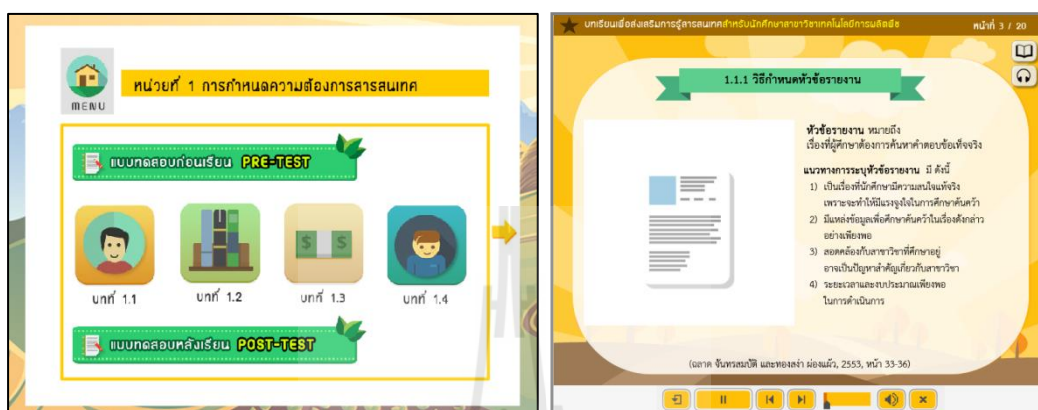 MENU
หน่วยที่ 1 การกำหนดความต้องการสารสนเทศ
แบบทดสอบก่อนเรียน PRE-TEST
บทที่ 1.1
บทที่ 1.2
บทที่ 1.3
บทที่ 1.4
แบบทดสอบหลังเรียน POST-TEST
บทเรียนเพื่อส่งเสริมการรู้สารสนเทศสำหรับนักศึกษาสาขาวิชาเทคโนโลยีการผลิตพืช
หน้าที่ 3 / 20
1.1.1 วิธีกำหนดหัวข้อรายงาน
หัวข้อรายงาน หมายถึง
เรื่องที่ผู้ศึกษาต้องการค้นหาคำตอบข้อเท็จจริง
แนวทางการระบุหัวข้อรายงาน มี ดังนี้
1) เป็นเรื่องที่นักศึกษามีความสนใจแท้จริง
เพราะจะทำให้มีแรงจูงใจในการศึกษาค้นคว้า
2) มีแหล่งข้อมูลเพื่อศึกษาค้นคว้าในเรื่องดังกล่าว
อย่างเพียงพอ
3) สอดคล้องกับสาขาวิชาที่ศึกษาอยู่
อาจเป็นปัญหาสำคัญเกี่ยวกับสาขาวิชา
4) ระยะเวลาและงบประมาณเพียงพอ
ในการดำเนินการ
(ฉลาด จันทรสมบัติ และทองสง่า ผ่องแผ้ว, 2553, หน้า 33-36)